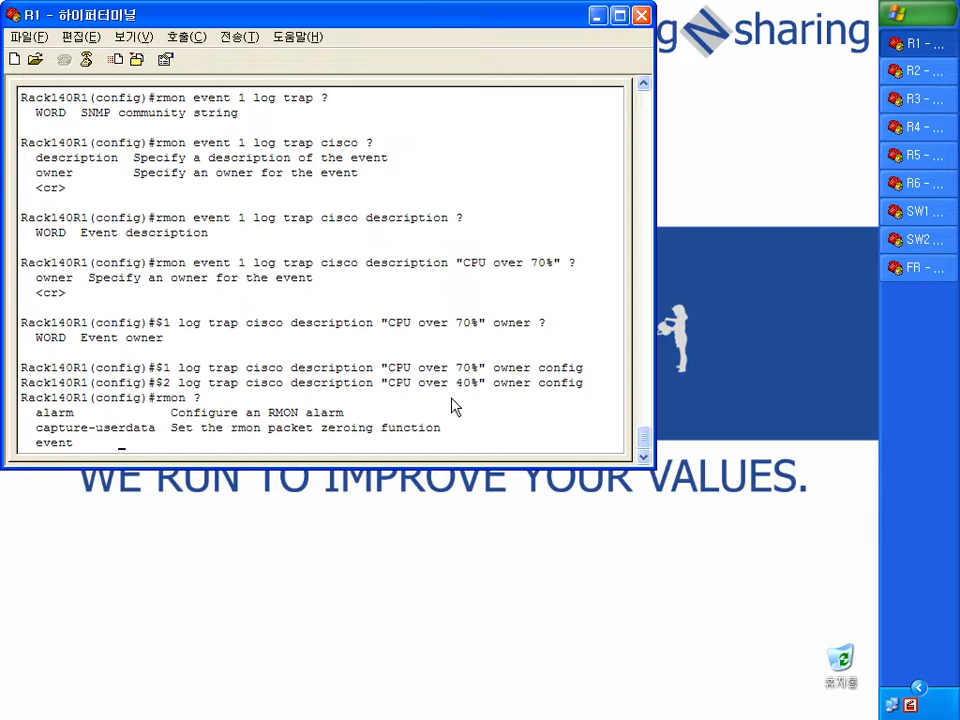 R1 - 하이퍼터미널
파일(F) 편집(E) 보기(V) 호출(C) 전송(T) 도움말(H)
Rack140R1(config)#rmon event 1 log trap ?
WORD SNMP community string
Rack140R1(config)#rmon event 1 log trap cisco ?
description Specify a description of the event
owner Specify an owner for the event
<cr>
Rack140R1(config)#rmon event 1 log trap cisco description ?
WORD Event description
Rack140R1(config)#rmon event 1 log trap cisco description "CPU over 70%" ?
owner Specify an owner for the event
<cr>
Rack140R1(config)#$1 log trap cisco description "CPU over 70%" owner ?
WORD Event owner
Rack140R1(config)#$1 log trap cisco description "CPU over 70%" owner config
Rack140R1(config)#$2 log trap cisco description "CPU over 40%" owner config
Rack140R1(config)#rmon ?
alarm Configure an RMON alarm
capture-userdata Set the rmon packet zeroing function
event
g sharing
WE RUN TO IMPROVE YOUR VALUES.
휴지통
R1 - ...
R2 - ...
R3 - ...
R4 - ...
R5 - ...
R6 - ...
SW1 ...
SW2 ...
FR - ...